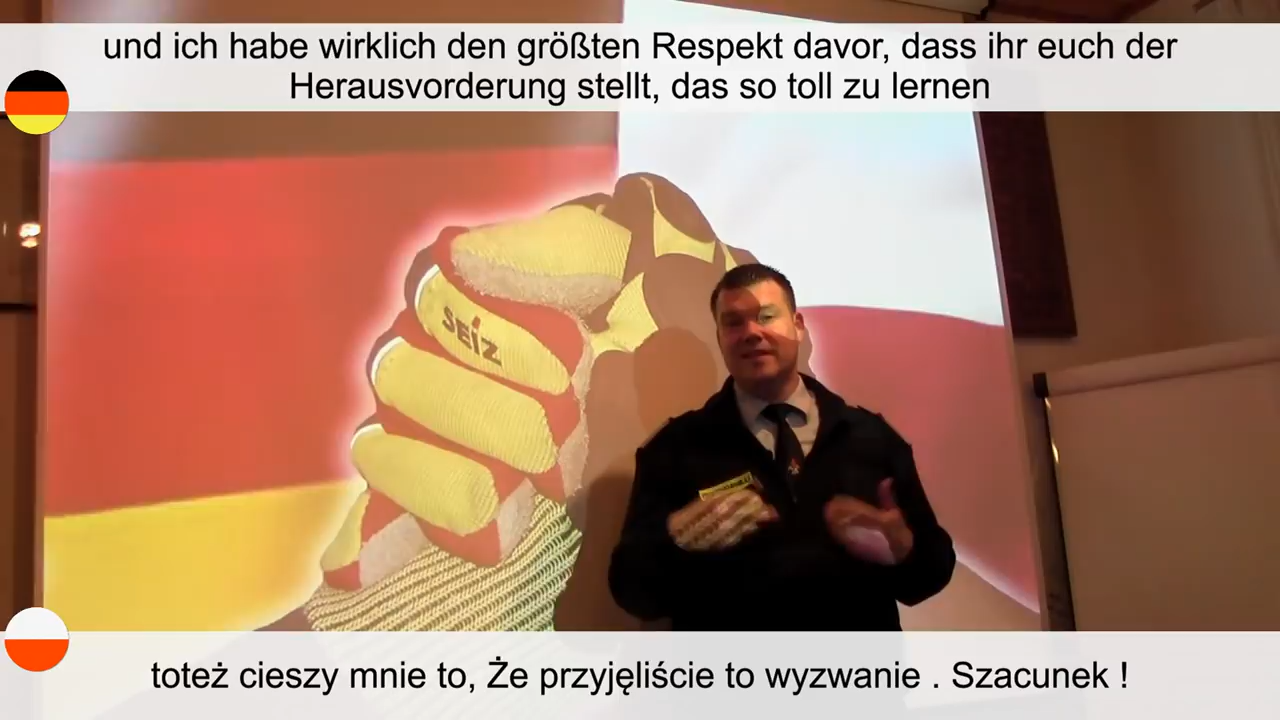 und ich habe wirklich den größten Respekt davor, dass ihr euch der
Herausvorderung stellt, das so toll zu lernen
SEIZ
toteż cieszy mnie to, Że przyjęliście to wyzwanie . Szacunek !